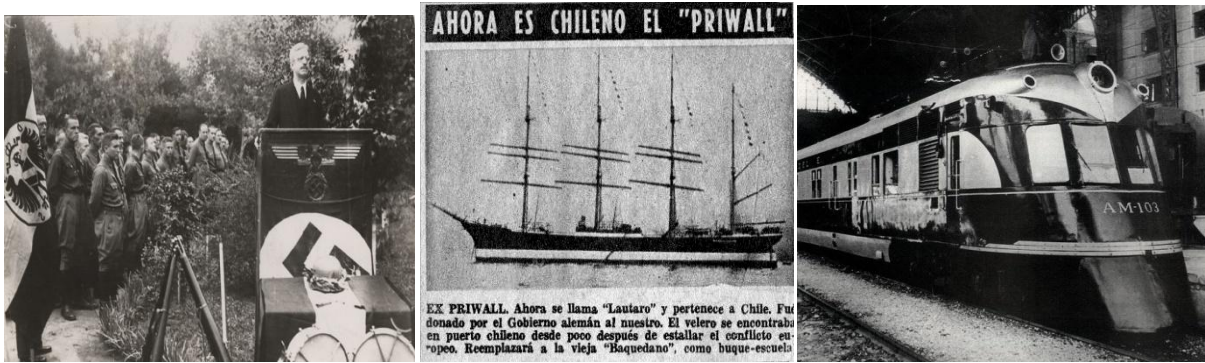 AHORA ES CHILENO EL "PRIWALL"
EX PRIWALL. Ahora se llama "Lautaro" y pertenece a Chile. Fué
donado por el Gobierno alemán al nuestro. El velero se encontraba
en puerto chileno desde poco después de estallar el conflicto eu-
ropeo. Reemplazará a la vieja "Baquedano", como buque-escuela
AM-103